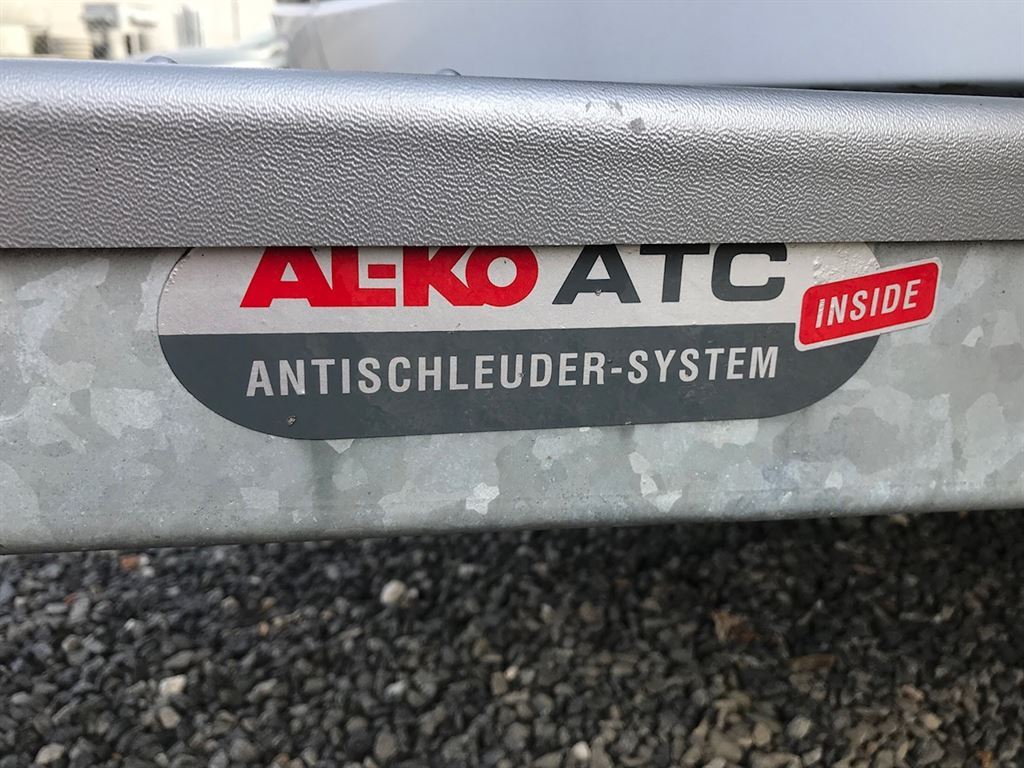 AL-KO ATC
INSIDE
ANTISCHLEUDER-SYSTEM